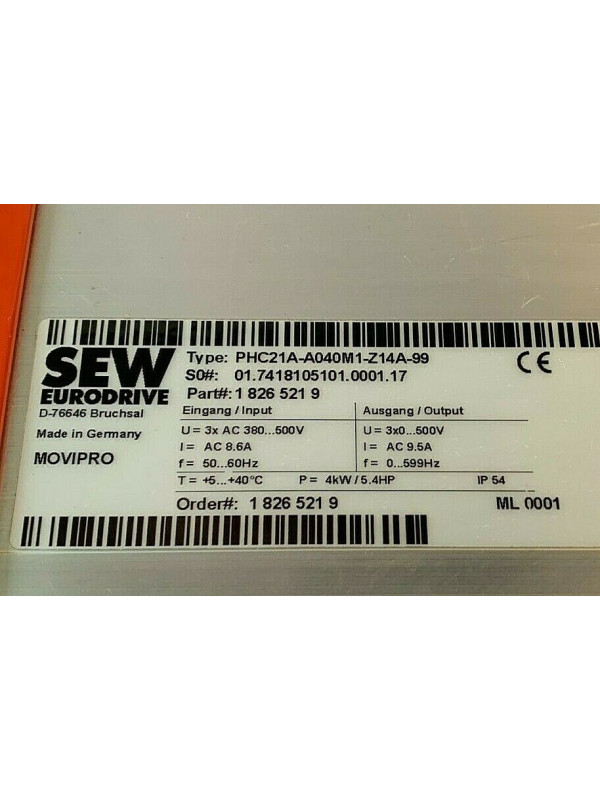 SEW
EURODRIVE
D-76646 Bruchsal
Made in Germany
MOVIPRO
Type: PHC21A-A040M1-Z14A-99
S0#: 01.7418105101.0001.17
Part#: 1 826 521 9
CE
Eingang / Input
U = 3x AC 380...500V
I = AC 8.6A
f = 50...60Hz
Ausgang / Output
U = 3x0...500V
I = AC 9.5A
f = 0...599Hz
T = +5...+40°C P = 4kW / 5.4HP IP 54
Order#: 1 826 521 9 ML 0001